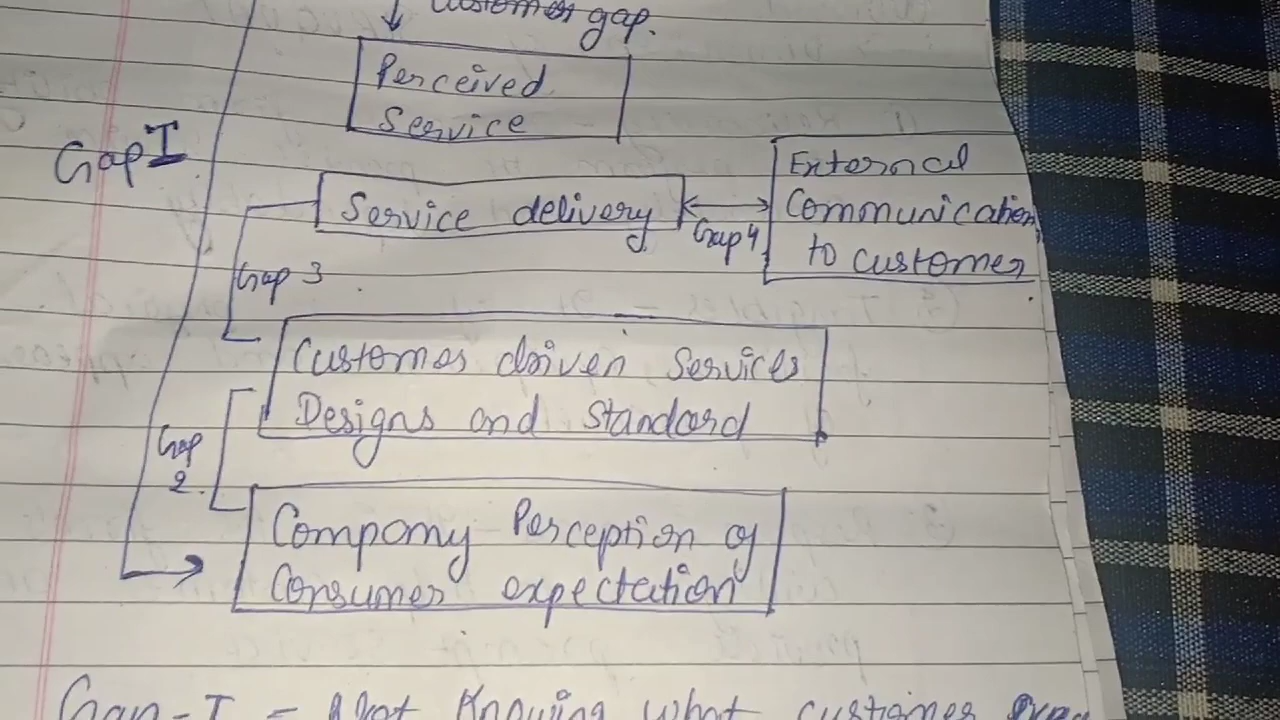 Customer gap.
Perceived
Service
Gap I
External
Communication
to customer
Service delivery
Gap 4
Gap 3
Customer driven Services
Designs and Standard
Gap
2.
Company Perception of
Consumer expectation
Gap-I = Not Knowing what customer